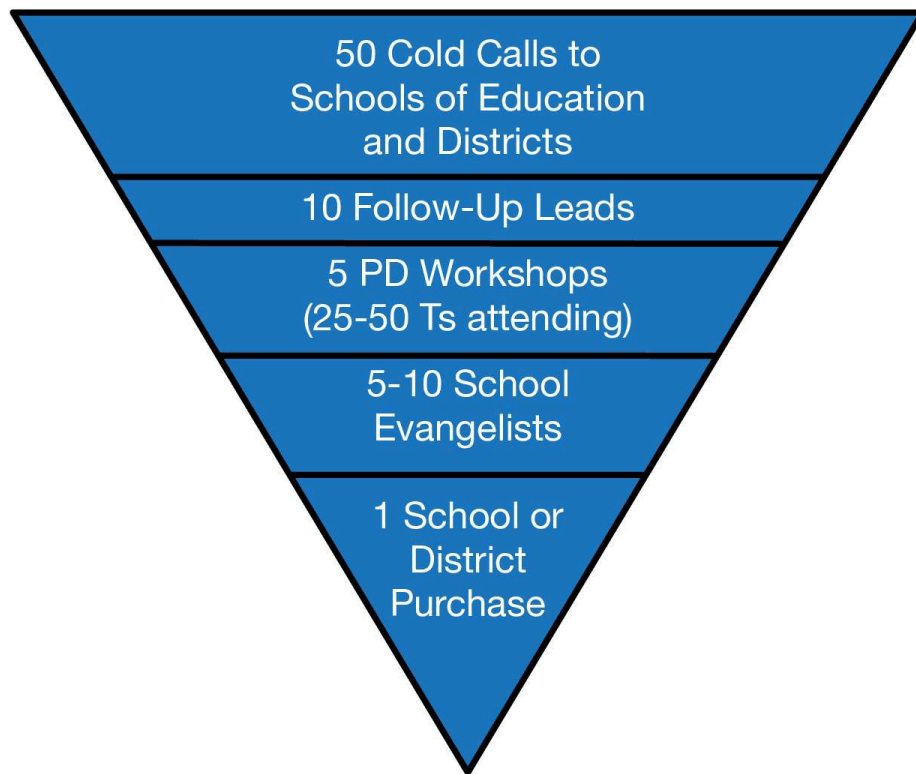 50 Cold Calls to
Schools of Education
and Districts
10 Follow-Up Leads
5 PD Workshops
(25-50 Ts attending)
5-10 School
Evangelists
1 School or
District
Purchase